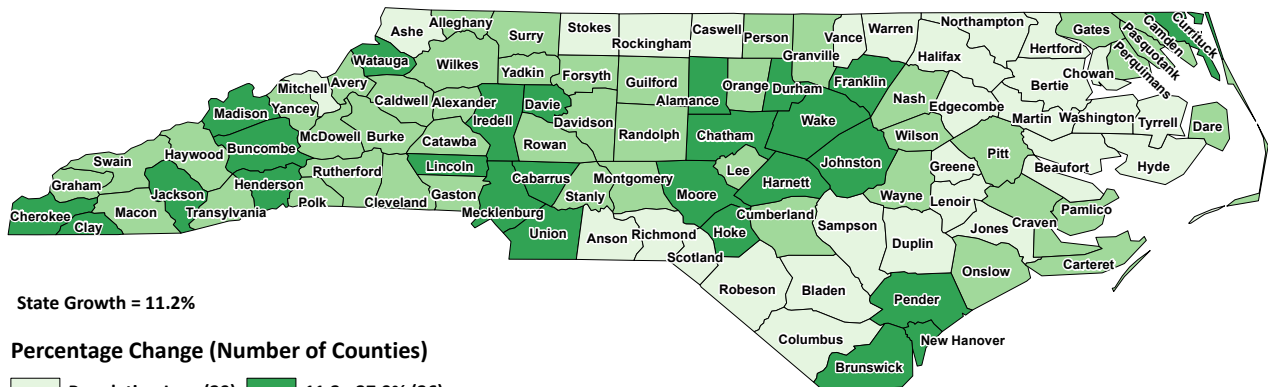 Ashe
Alleghany
Surry
Stokes
Rockingham
Caswell
Person
Granville
Vance
Warren
Northampton
Halifax
Hertford
Gates
Camden
Currituck
Pasquotank
Perquimans
Chowan
Bertie
Watauga
Wilkes
Yadkin
Forsyth
Guilford
Alamance
Orange
Durham
Franklin
Nash
Edgecombe
Martin
Washington
Tyrrell
Dare
Mitchell
Avery
Yancey
Caldwell
Alexander
Iredell
Davie
Davidson
Randolph
Chatham
Wake
Wilson
Pitt
Beaufort
Hyde
Madison
Buncombe
McDowell
Burke
Catawba
Rowan
Johnston
Greene
Swain
Haywood
Rutherford
Lincoln
Cabarrus
Montgomery
Lee
Harnett
Wayne
Lenoir
Craven
Pamlico
Graham
Jackson
Henderson
Polk
Cleveland
Gaston
Stanly
Moore
Cherokee
Clay
Macon
Transylvania
Mecklenburg
Union
Anson
Richmond
Scotland
Hoke
Cumberland
Sampson
Duplin
Jones
Onslow
Carteret
Robeson
Bladen
Pender
Columbus
New Hanover
Brunswick
State Growth = 11.2%
Percentage Change (Number of Counties)